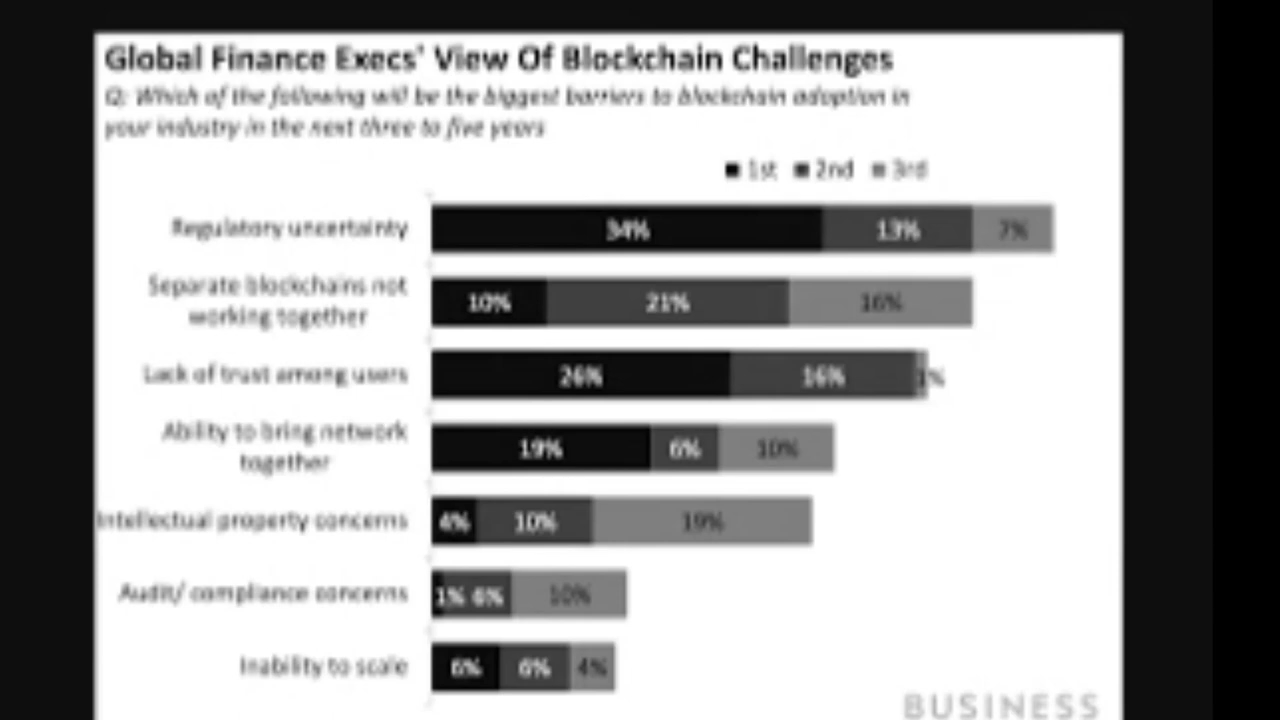 Global Finance Execs' View Of Blockchain Challenges
Q: Which of the following will be the biggest barriers to blockchain adoption in
your industry in the next three to five years
1st 2nd 3rd
Regulatory uncertainty 34% 13% 7%
Separate blockchains not
working together 10% 21% 16%
Lack of trust among users 26% 16% 1%
Ability to bring network
together 19% 6% 10%
Intellectual property concerns 4% 10% 19%
Audit/ compliance concerns 1% 6% 10%
Inability to scale 6% 6% 4%
BUSINESS